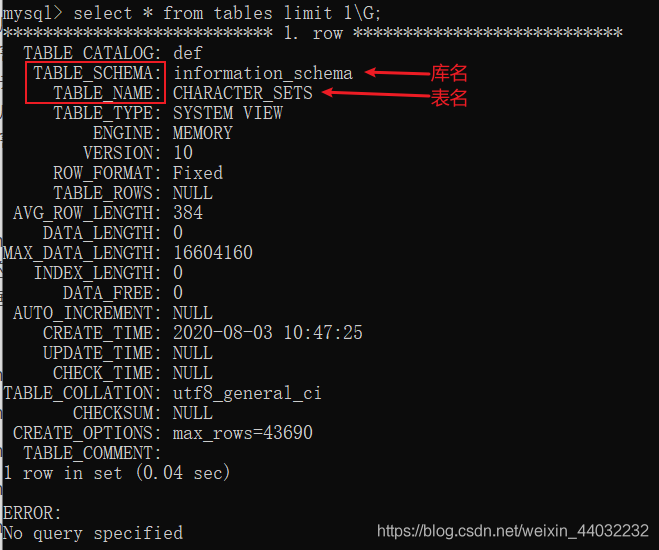 mysql> select * from tables limit 1\G;
*************************** 1. row ***************************
TABLE_CATALOG: def
TABLE_SCHEMA: information_schema 库名
TABLE_NAME: CHARACTER_SETS 表名
TABLE_TYPE: SYSTEM VIEW
ENGINE: MEMORY
VERSION: 10
ROW_FORMAT: Fixed
TABLE_ROWS: NULL
AVG_ROW_LENGTH: 384
DATA_LENGTH: 0
MAX_DATA_LENGTH: 16604160
INDEX_LENGTH: 0
DATA_FREE: 0
AUTO_INCREMENT: NULL
CREATE_TIME: 2020-08-03 10:47:25
UPDATE_TIME: NULL
CHECK_TIME: NULL
TABLE_COLLATION: utf8_general_ci
CHECKSUM: NULL
CREATE_OPTIONS: max_rows=43690
TABLE_COMMENT:
1 row in set (0.04 sec)
ERROR:
No query specified
https://blog.csdn.net/weixin_44032232